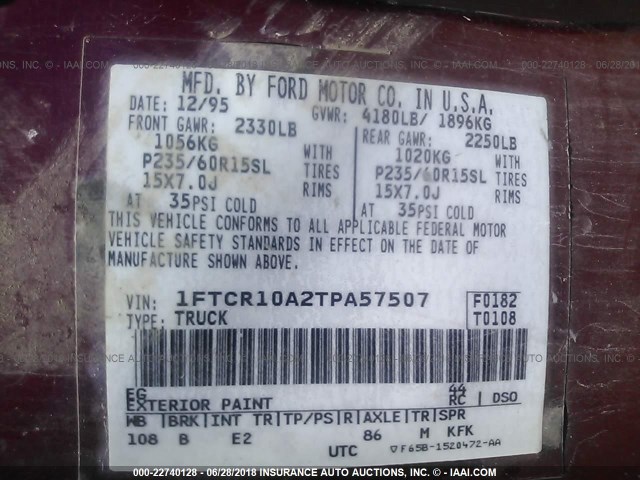 MFD. BY FORD MOTOR CO. IN U.S.A.
DATE: 12/95 GVWR: 4180LB/ 1896KG
FRONT GAWR: 2330LB REAR GAWR: 2250LB
1056KG WITH 1020KG WITH
P235/60R15SL TIRES P235/60R15SL TIRES
15X7.0J RIMS 15X7.0J RIMS
AT 35PSI COLD AT 35PSI COLD
THIS VEHICLE CONFORMS TO ALL APPLICABLE FEDERAL MOTOR
VEHICLE SAFETY STANDARDS IN EFFECT ON THE DATE OF
MANUFACTURE SHOWN ABOVE.
VIN: 1FTCR10A2TPA57507 F0182
TYPE: TRUCK T0108
EG 44
EXTERIOR PAINT RC DSO
WB BRK INT TR TP/PS R AXLE TR SPR
108 B E2 86 M KFK
UTC F65B-1520472-AA
000-22740128 - 06/28/2018 INSURANCE AUTO AUCTIONS, INC. © - IAAI.COM